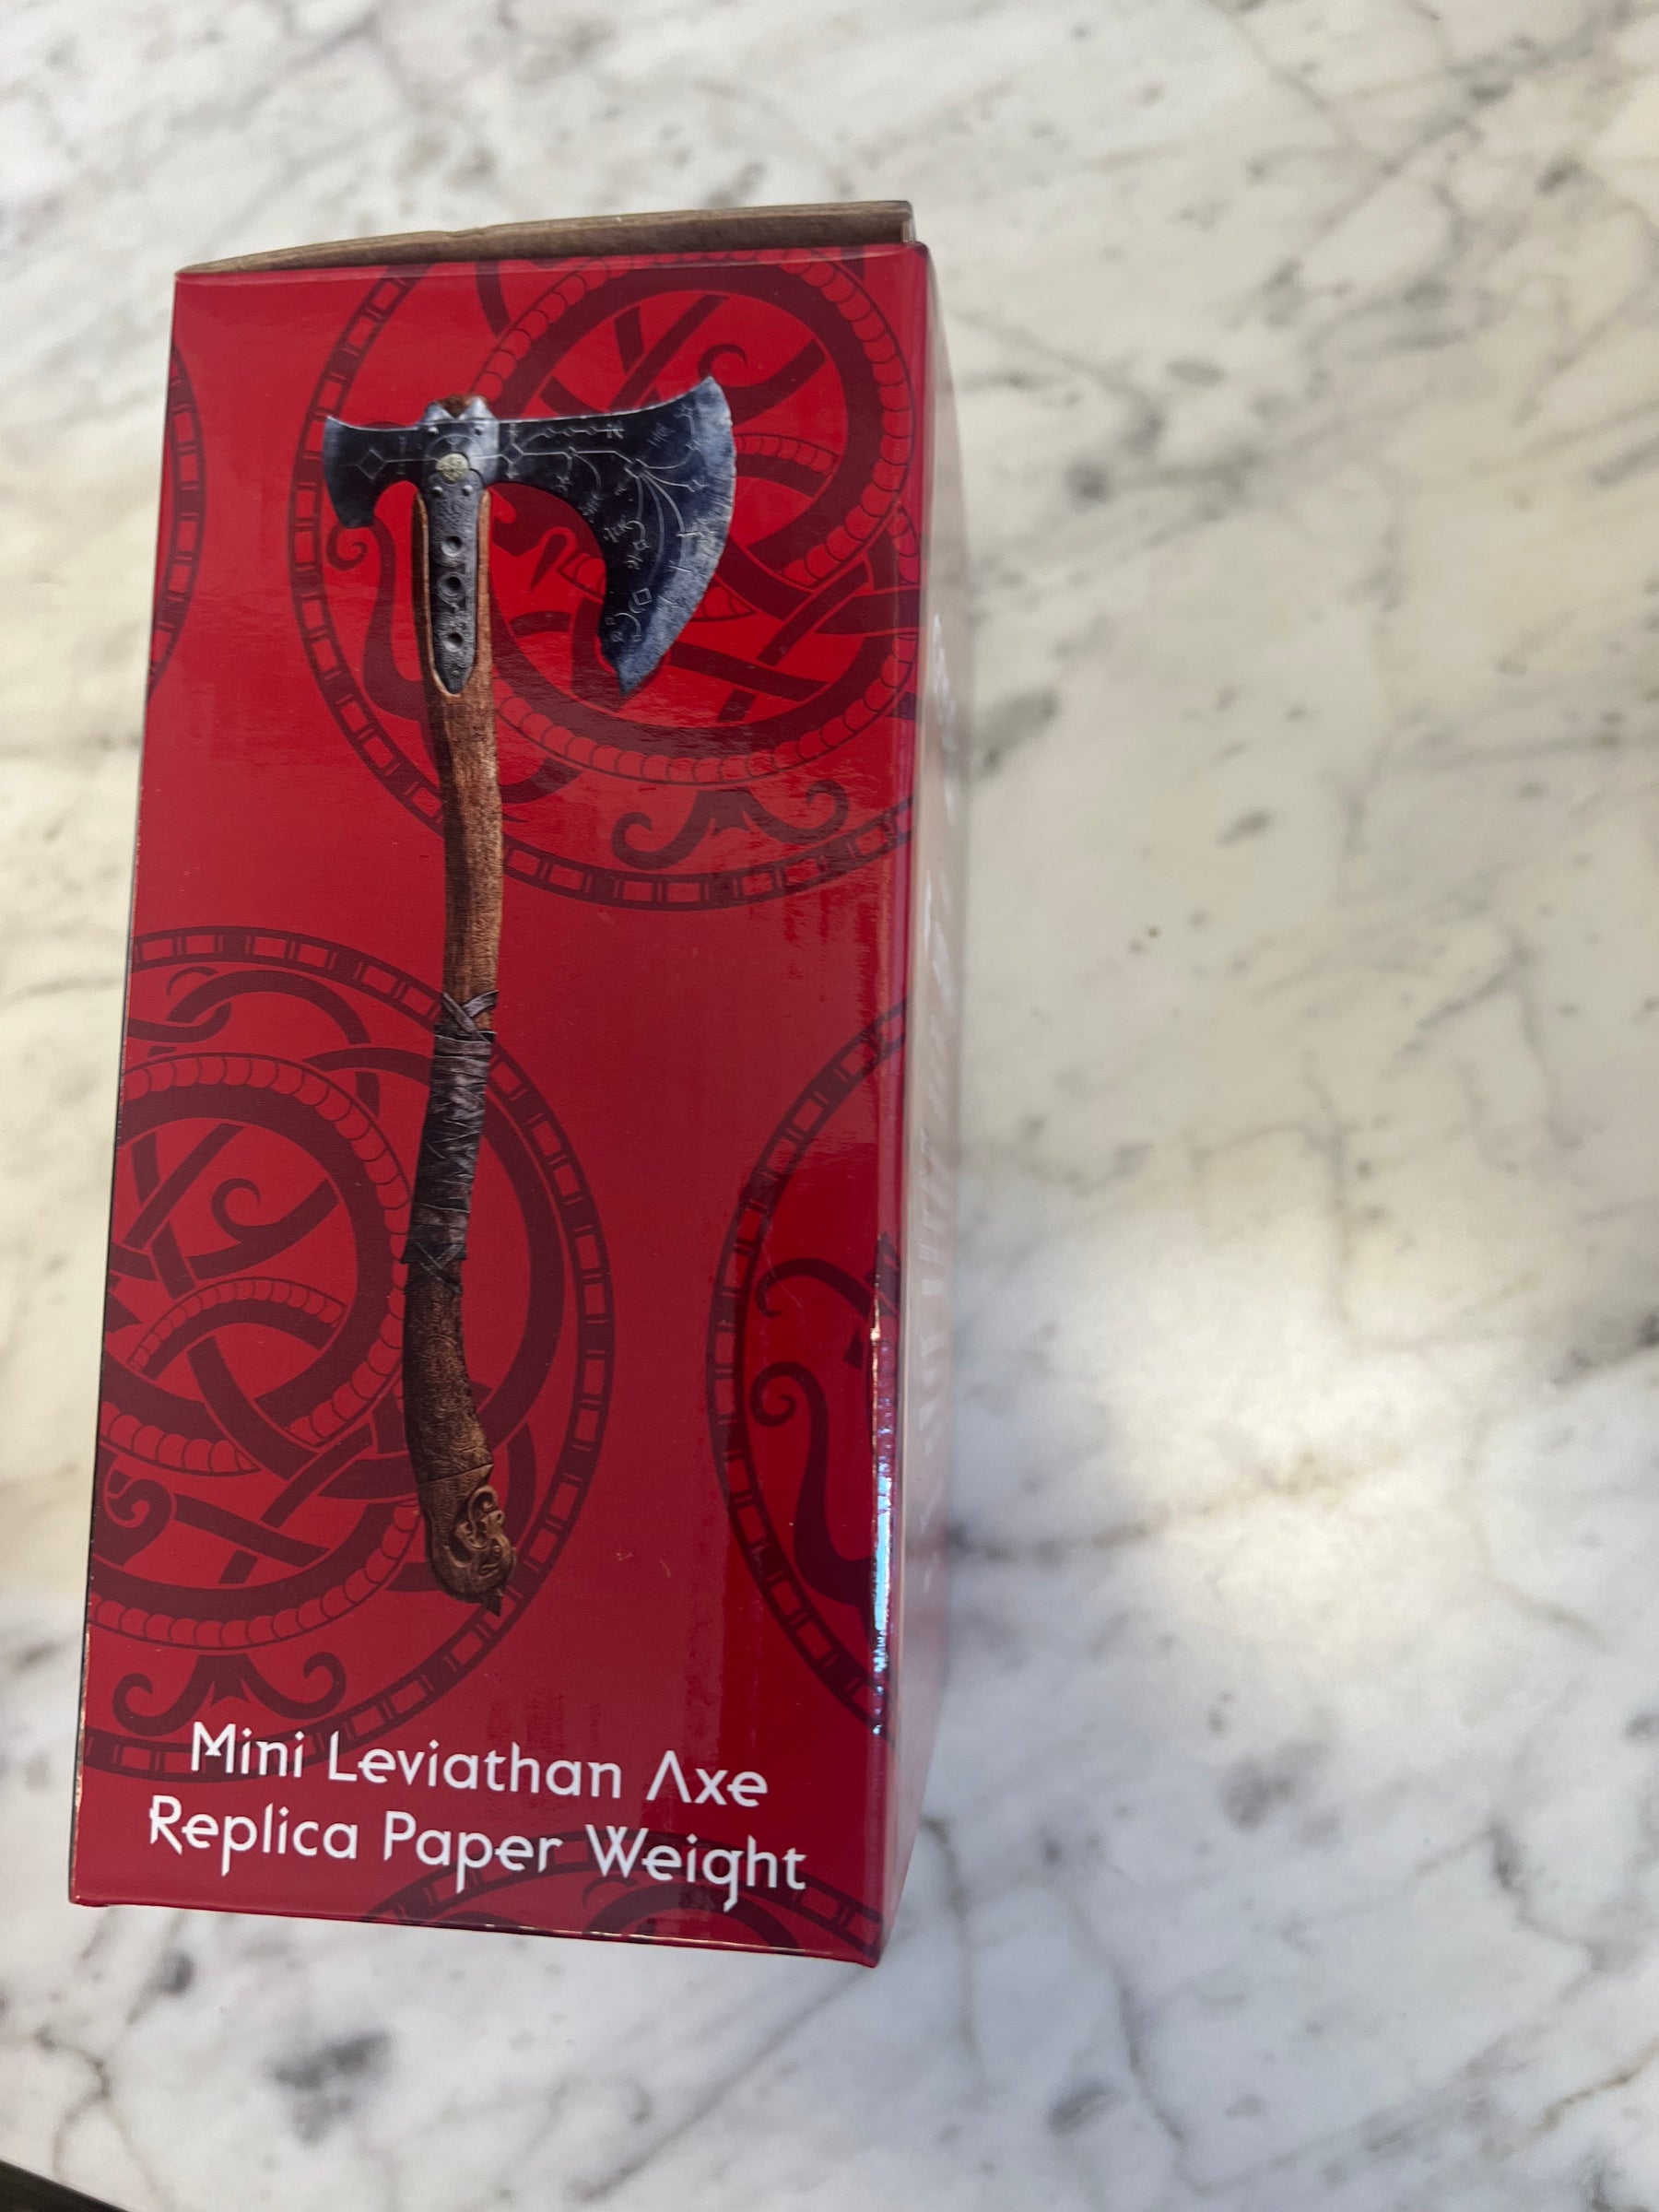 Mini Leviathan Axe
Replica Paper Weight